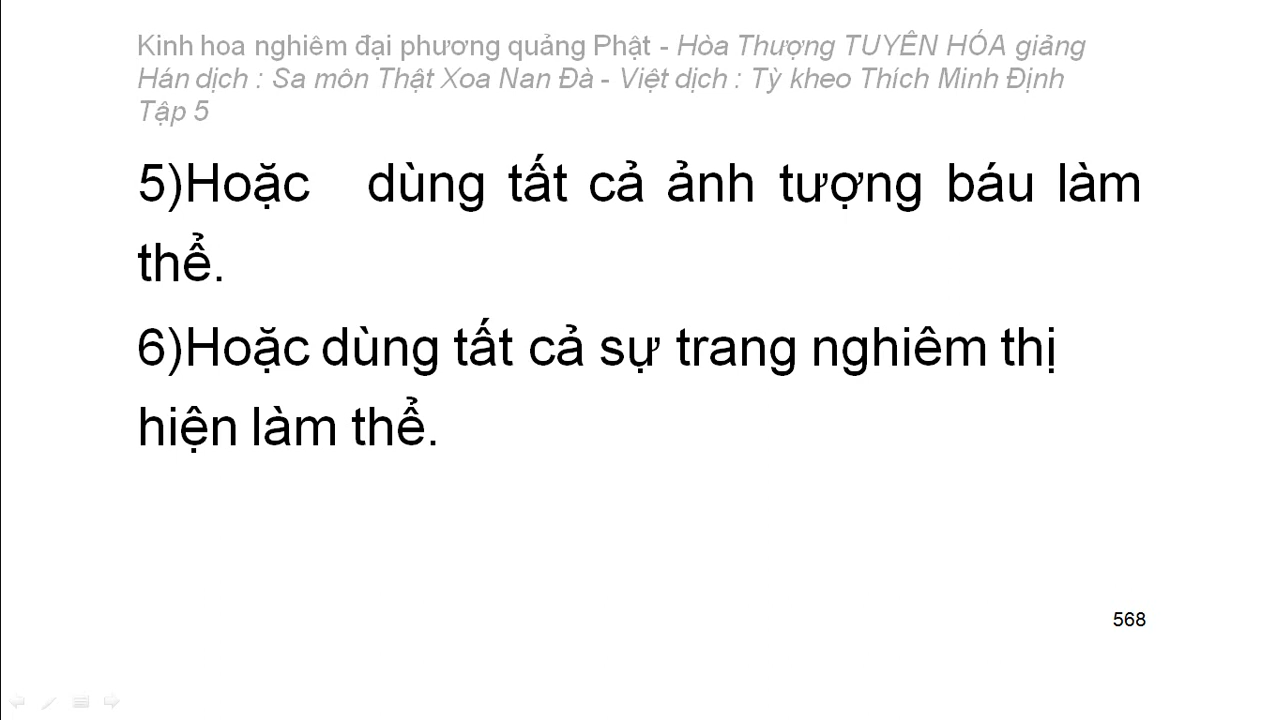 Kinh hoa nghiêm đại phương quảng Phật - Hòa Thượng TUYÊN HÓA giảng
Hán dịch : Sa môn Thật Xoa Nan Đà - Việt dịch : Tỳ kheo Thích Minh Định
Tập 5
5)Hoặc dùng tất cả ảnh tượng báu làm
thể.
6)Hoặc dùng tất cả sự trang nghiêm thị
hiện làm thể.
568